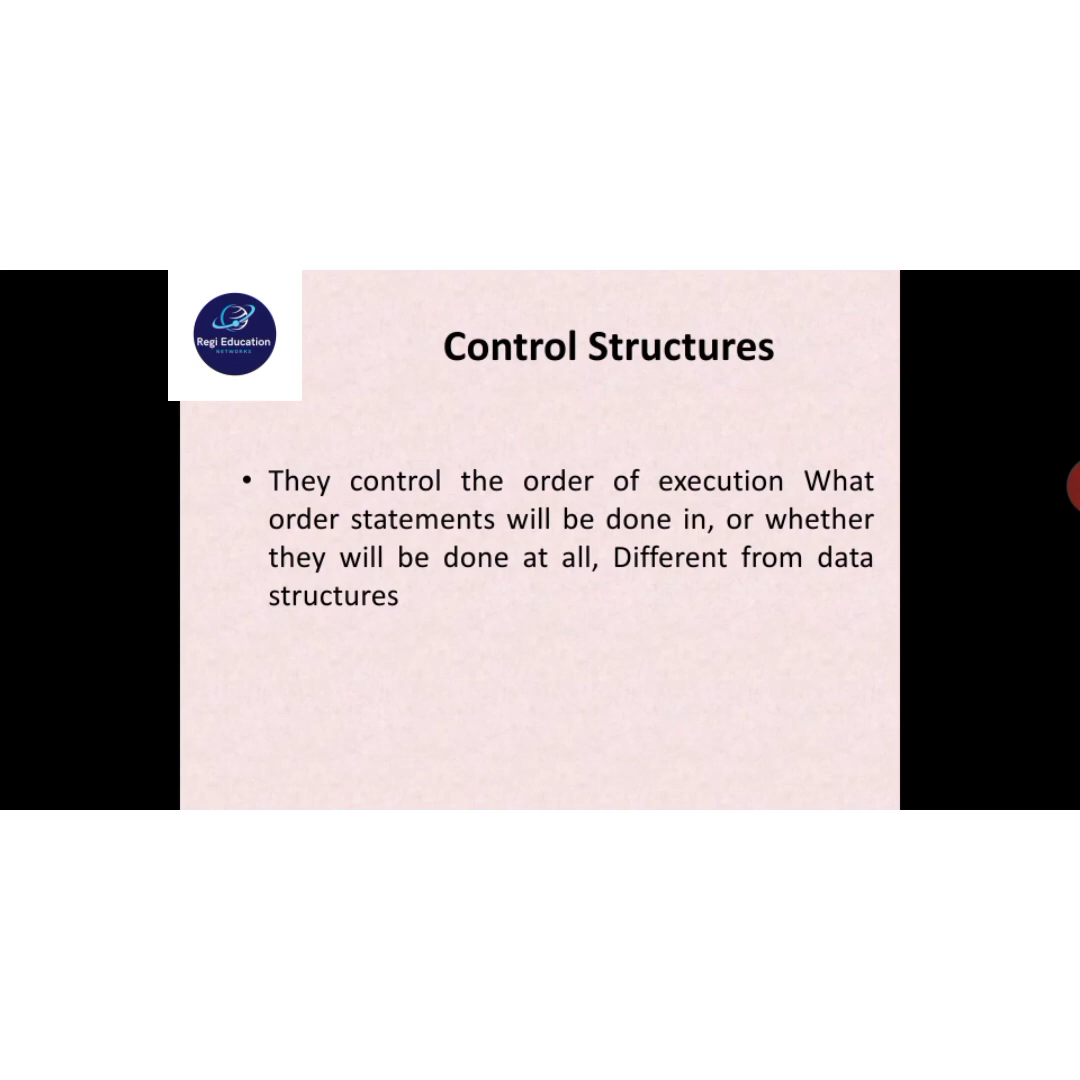 Regi Education
NETWORKS
Control Structures
• They control the order of execution What
order statements will be done in, or whether
they will be done at all, Different from data
structures